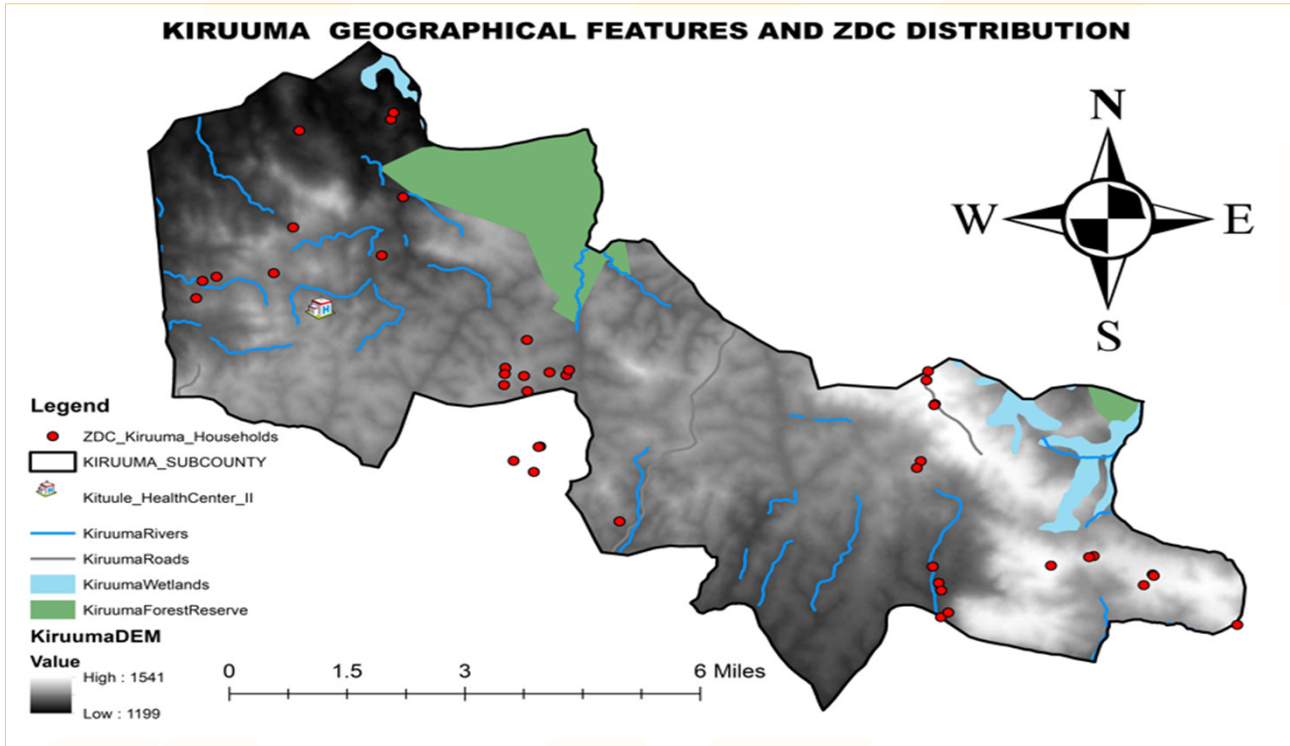 KIRUUMA GEOGRAPHICAL FEATURES AND ZDC DISTRIBUTION
N
W
E
S
H
Legend
ZDC_Kiruuma_Households
KIRUUMA_SUBCOUNTY
Kituule_HealthCenter_II
KiruumaRivers
KiruumaRoads
KiruumaWetlands
KiruumaForestReserve
KiruumaDEM
Value
High : 1541
Low : 1199
0 1.5 3 6 Miles